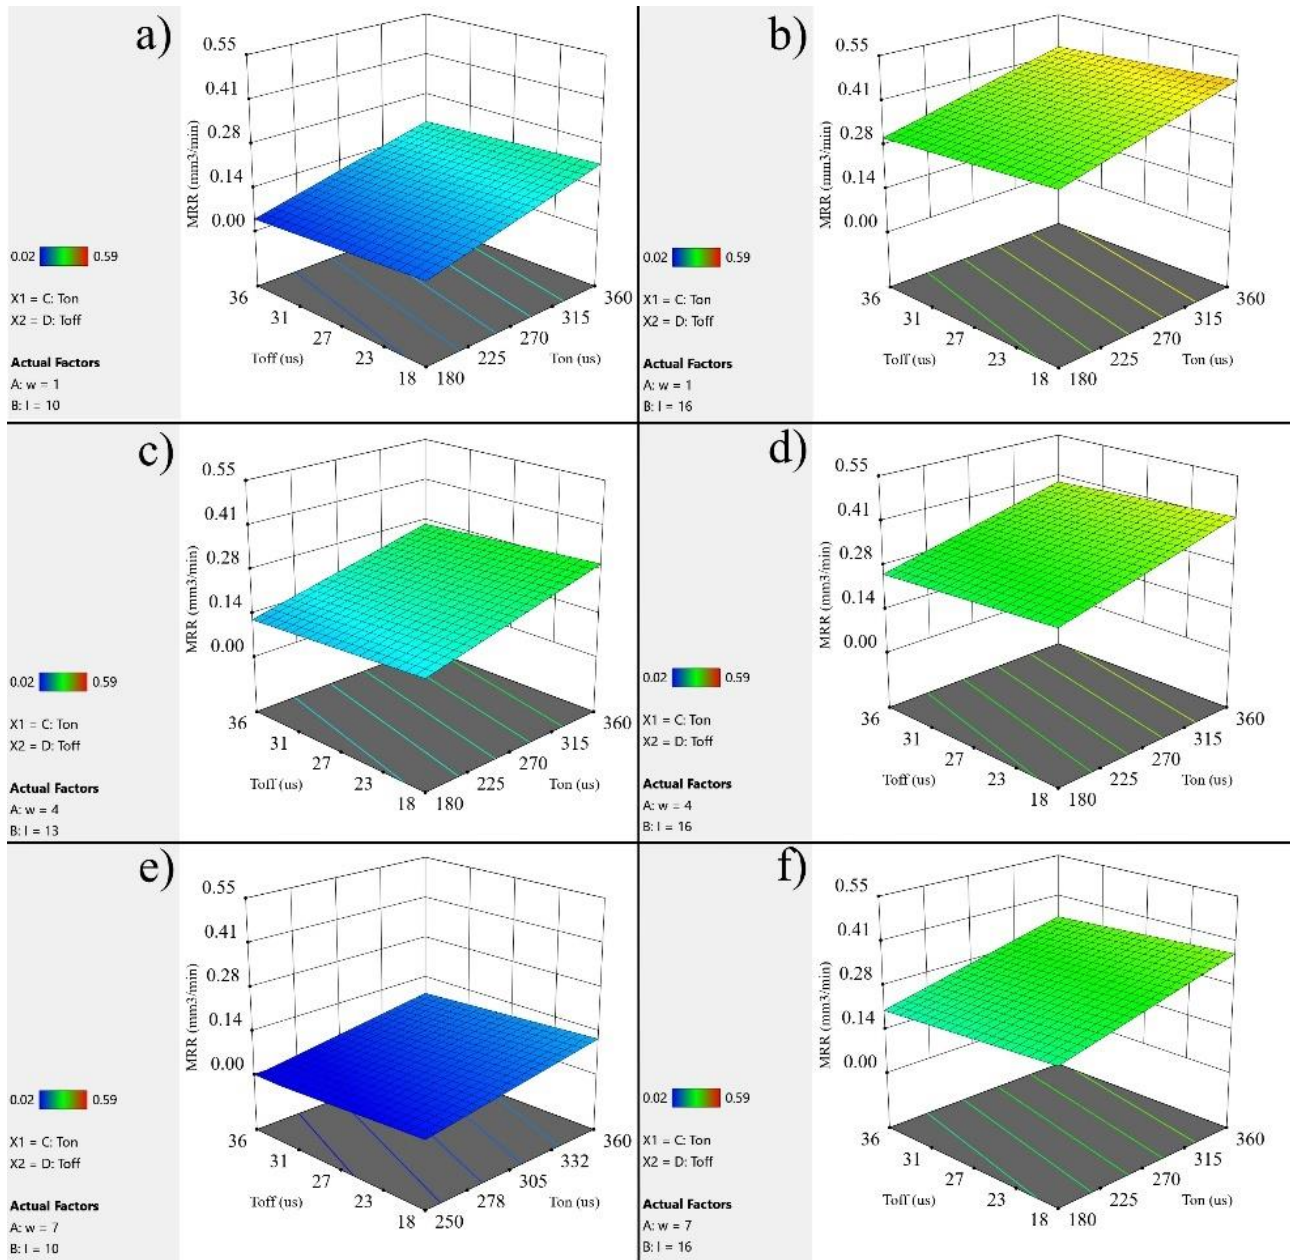 a)
0.55
0.41
0.28
0.14
0.00
MRR (mm3/min)
0.02 0.59
X1 = C: Ton
X2 = D: Toff
Actual Factors
A: w = 1
B: I = 10
36
31
27
23
18
Toff (us)
180
225
270
315
360
Ton (us)
b)
0.55
0.41
0.28
0.14
0.00
MRR (mm3/min)
0.02 0.59
X1 = C: Ton
X2 = D: Toff
Actual Factors
A: w = 1
B: I = 16
36
31
27
23
18
Toff (us)
180
225
270
315
360
Ton (us)
c)
0.55
0.41
0.28
0.14
0.00
MRR (mm3/min)
0.02 0.59
X1 = C: Ton
X2 = D: Toff
Actual Factors
A: w = 4
B: I = 13
36
31
27
23
18
Toff (us)
180
225
270
315
360
Ton (us)
d)
0.55
0.41
0.28
0.14
0.00
MRR (mm3/min)
0.02 0.59
X1 = C: Ton
X2 = D: Toff
Actual Factors
A: w = 4
B: I = 16
36
31
27
23
18
Toff (us)
180
225
270
315
360
Ton (us)
e)
0.55
0.41
0.28
0.14
0.00
MRR (mm3/min)
0.02 0.59
X1 = C: Ton
X2 = D: Toff
Actual Factors
A: w = 7
B: I = 10
36
31
27
23
18
Toff (us)
250
278
305
332
360
Ton (us)
f)
0.55
0.41
0.28
0.14
0.00
MRR (mm3/min)
0.02 0.59
X1 = C: Ton
X2 = D: Toff
Actual Factors
A: w = 7
B: I = 16
36
31
27
23
18
Toff (us)
180
225
270
315
360
Ton (us)